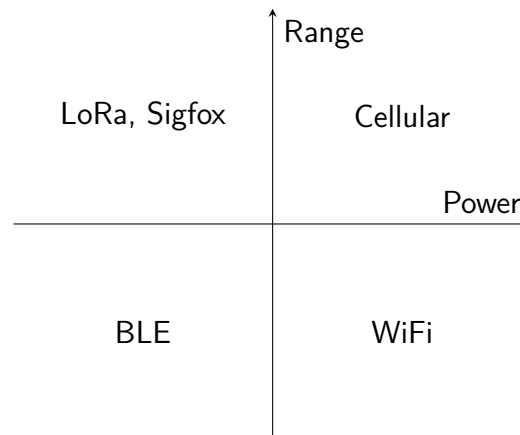 Range
LoRa, Sigfox
Cellular
Power
BLE
WiFi